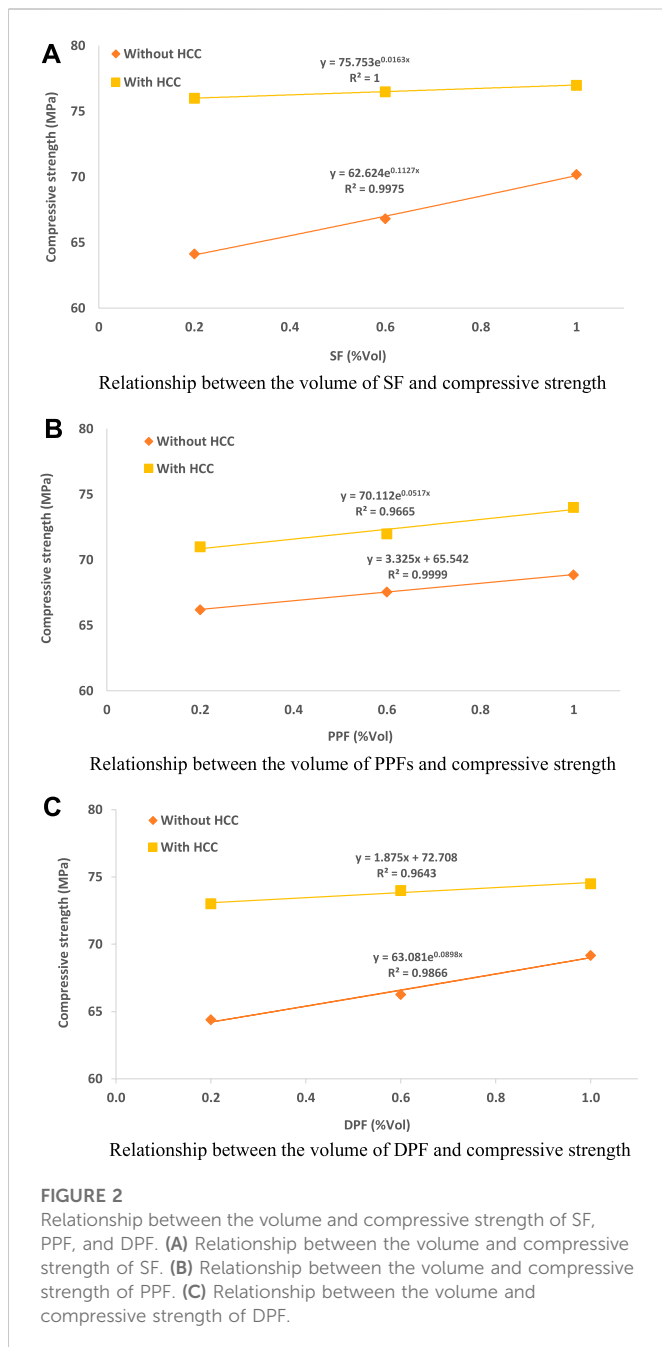 A
80
75
70
65
60
Compressive strength (MPa)
Without HCC
With HCC
y = 75.753e^0.0163x
R² = 1
y = 62.624e^0.1127x
R² = 0.9975
0 0.2 0.4 0.6 0.8 1
SF (%Vol)
Relationship between the volume of SF and compressive strength
B
80
75
70
65
60
Compressive strength (MPa)
Without HCC
With HCC
y = 70.112e^0.0517x
R² = 0.9665
y = 3.325x + 65.542
R² = 0.9999
0 0.2 0.4 0.6 0.8 1
PPF (%Vol)
Relationship between the volume of PPFs and compressive strength
C
80
75
70
65
60
Compressive strength (MPa)
Without HCC
With HCC
y = 1.875x + 72.708
R² = 0.9643
y = 63.081e^0.0898x
R² = 0.9866
0.0 0.2 0.4 0.6 0.8 1.0
DPF (%Vol)
Relationship between the volume of DPF and compressive strength
FIGURE 2
Relationship between the volume and compressive strength of SF,
PPF, and DPF. (A) Relationship between the volume and compressive
strength of SF. (B) Relationship between the volume and compressive
strength of PPF. (C) Relationship between the volume and
compressive strength of DPF.